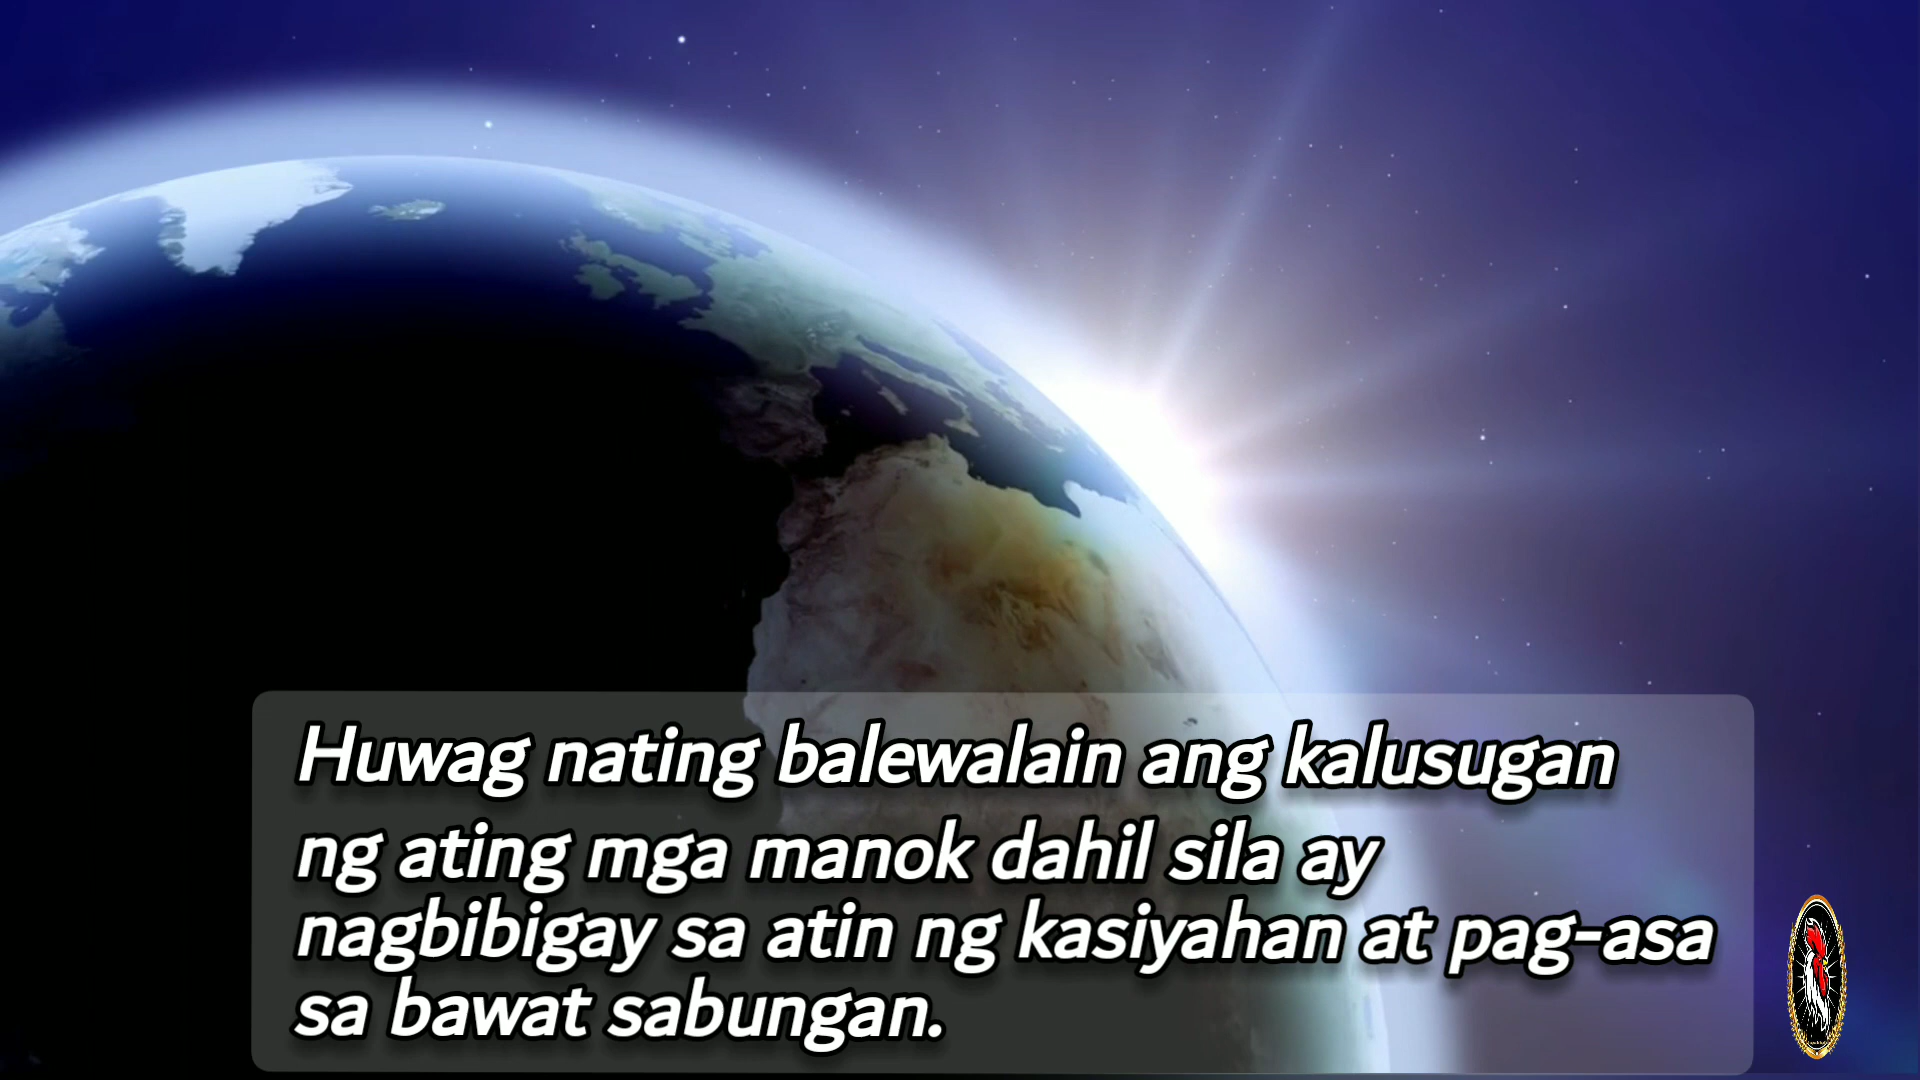 Huwag nating balewalain ang kalusugan
ng ating mga manok dahil sila ay
nagbibigay sa atin ng kasiyahan at pag-asa
sa bawat sabungan.